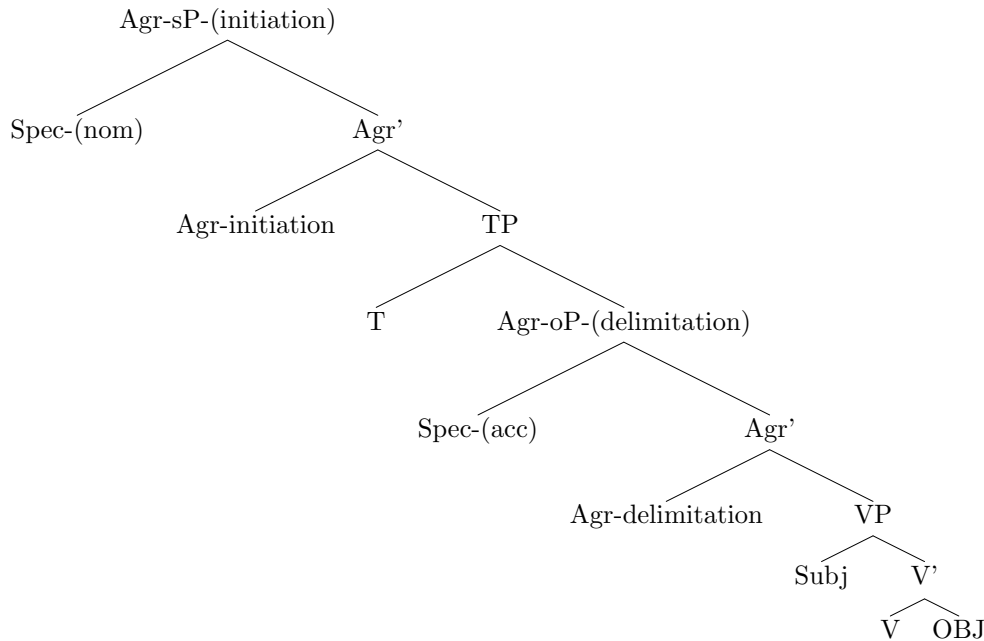 Agr-sP-(initiation)
Spec-(nom) Agr'
Agr-initiation TP
T Agr-oP-(delimitation)
Spec-(acc) Agr'
Agr-delimitation VP
Subj V'
V OBJ